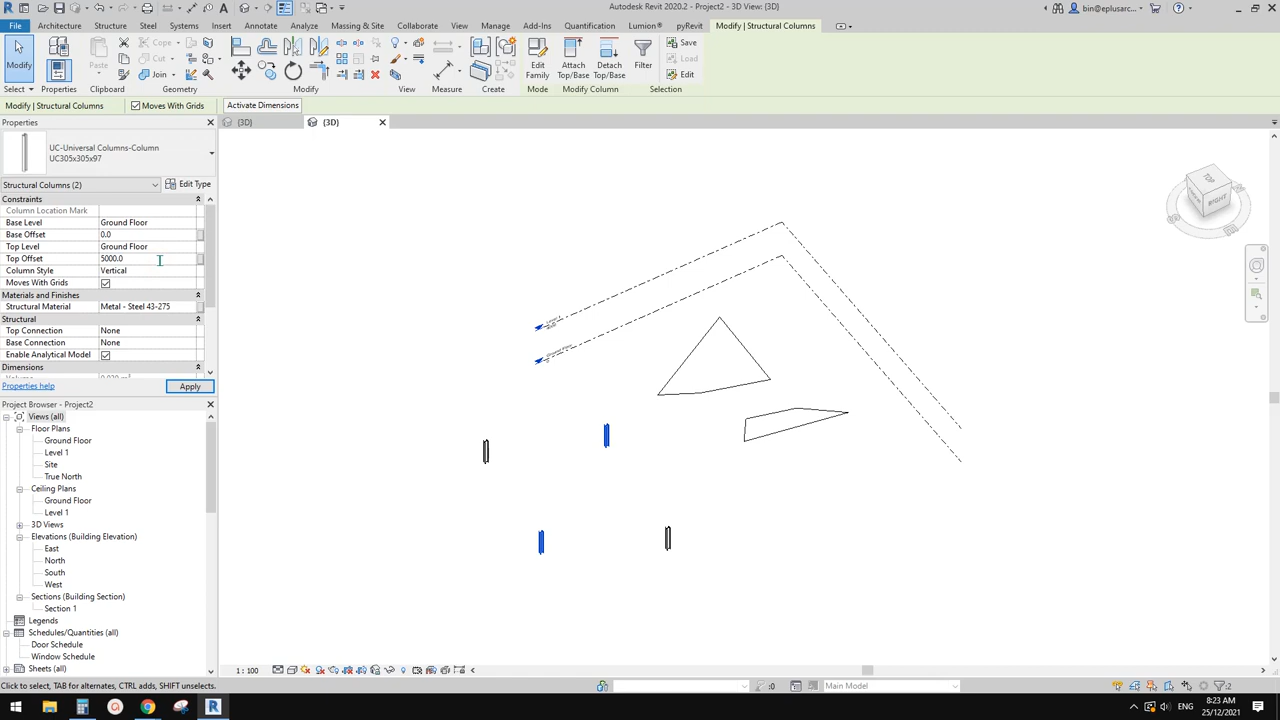 Autodesk Revit 2020.2 - Project2 - 3D View: {3D}
bin@eplusarc...
File Architecture Structure Steel Systems Insert Annotate Analyze Massing & Site Collaborate View Manage Add-Ins Quantification Lumion® pyRevit Modify | Structural Columns
Modify
Paste
Cope
Cut
Join
Edit Family
Attach Top/Base
Detach Top/Base
Filter
Save
Load
Edit
Select Properties Clipboard Geometry Modify View Measure Create Mode Modify Column Selection
Modify | Structural Columns Moves With Grids Activate Dimensions
Properties
{3D} {3D}
UC-Universal Columns-Column
UC305x305x97
Structural Columns (2) Edit Type
Constraints
Column Location Mark
Base Level Ground Floor
Base Offset 0.0
Top Level Ground Floor
Top Offset 5000.0
Column Style Vertical
Moves With Grids
Materials and Finishes
Structural Material Metal - Steel 43-275
Structural
Top Connection None
Base Connection None
Enable Analytical Model
Dimensions
Properties help Apply
TOP
RIGHT
Project Browser - Project2
Views (all)
Floor Plans
Ground Floor
Level 1
Site
True North
Ceiling Plans
Ground Floor
Level 1
3D Views
Elevations (Building Elevation)
East
North
South
West
Sections (Building Section)
Section 1
Legends
Schedules/Quantities (all)
Door Schedule
Window Schedule
Sheets (all)
1 : 100
Click to select, TAB for alternates, CTRL adds, SHIFT unselects.
:0 Main Model :2
ENG
8:23 AM
25/12/2021